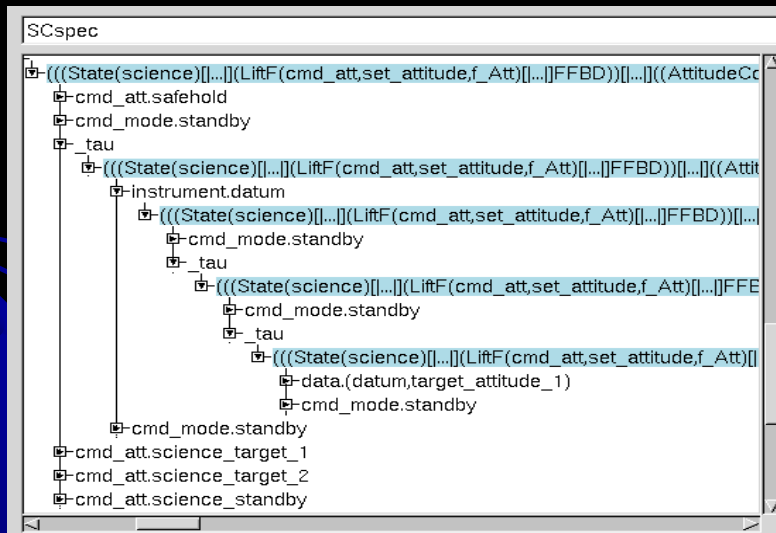 SCspec
(((State(science)[|...|](LiftF(cmd_att,set_attitude,f_Att)[|...|]FFBD))[|...|]((AttitudeCo
cmd_att.safehold
cmd_mode.standby
_tau
(((State(science)[|...|](LiftF(cmd_att,set_attitude,f_Att)[|...|]FFBD))[|...|]((Attit
instrument.datum
(((State(science)[|...|](LiftF(cmd_att,set_attitude,f_Att)[|...|]FFBD))[|...
cmd_mode.standby
_tau
(((State(science)[|...|](LiftF(cmd_att,set_attitude,f_Att)[|...|]FFB
cmd_mode.standby
_tau
(((State(science)[|...|](LiftF(cmd_att,set_attitude,f_Att)[|
data.(datum,target_attitude_1)
cmd_mode.standby
cmd_mode.standby
cmd_att.science_target_1
cmd_att.science_target_2
cmd_att.science_standby